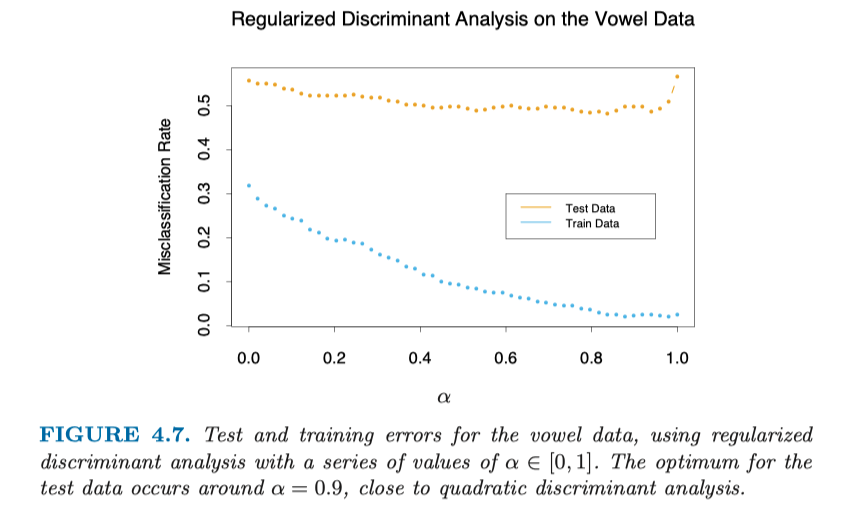 Regularized Discriminant Analysis on the Vowel Data
Misclassification Rate
0.5
0.4
0.3
0.2
0.1
0.0
Test Data
Train Data
0.0 0.2 0.4 0.6 0.8 1.0
α
FIGURE 4.7. Test and training errors for the vowel data, using regularized
discriminant analysis with a series of values of α ∈ [0, 1]. The optimum for the
test data occurs around α = 0.9, close to quadratic discriminant analysis.